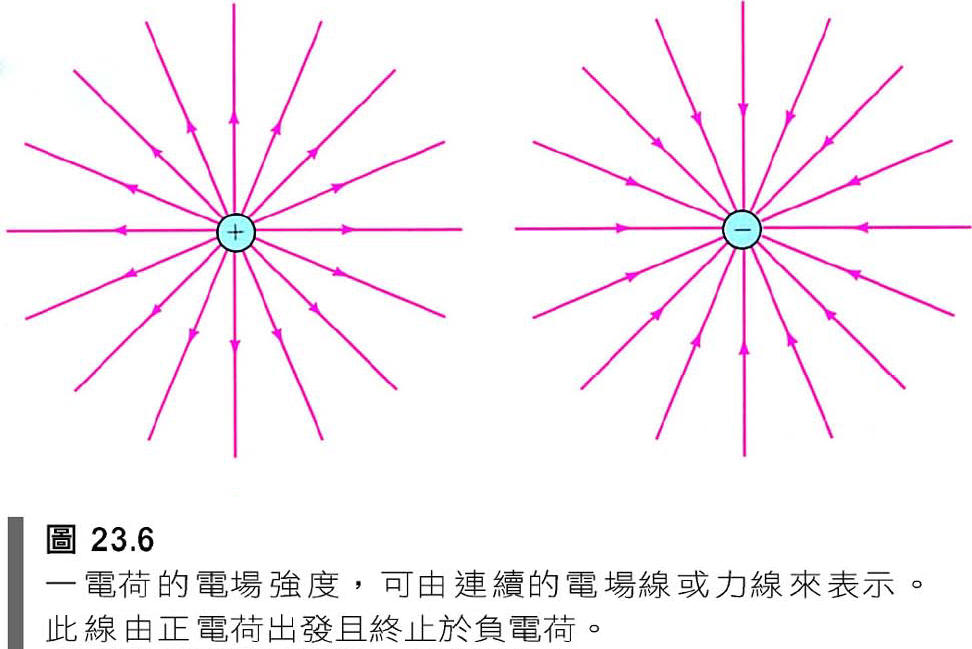 +
−
圖 23.6
一電荷的電場強度，可由連續的電場線或力線來表示。
此線由正電荷出發且終止於負電荷。